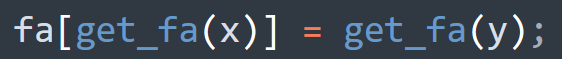 fa[get_fa(x)] = get_fa(y);